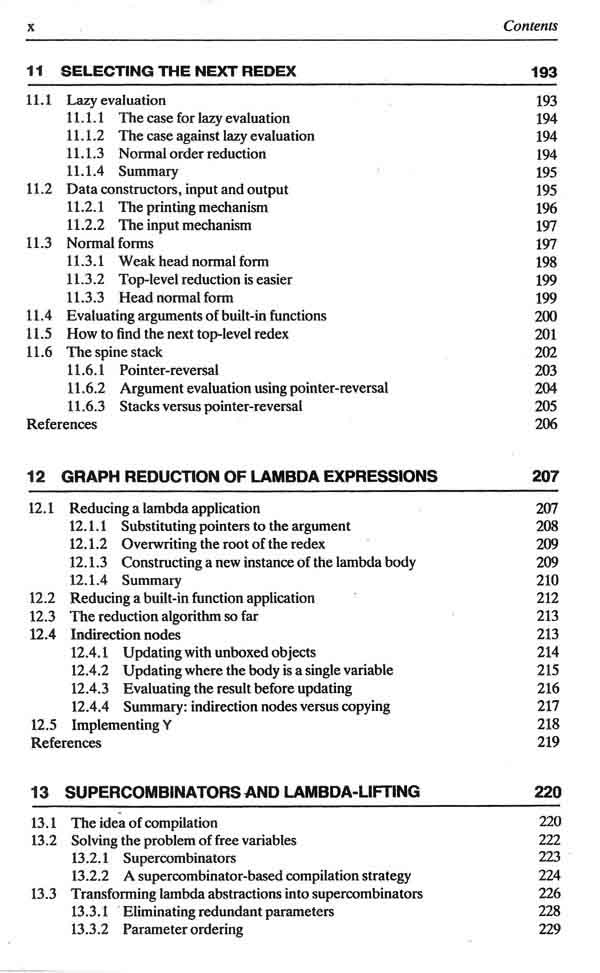 x Contents
11 SELECTING THE NEXT REDEX 193
11.1 Lazy evaluation 193
11.1.1 The case for lazy evaluation 194
11.1.2 The case against lazy evaluation 194
11.1.3 Normal order reduction 194
11.1.4 Summary 195
11.2 Data constructors, input and output 195
11.2.1 The printing mechanism 196
11.2.2 The input mechanism 197
11.3 Normal forms 197
11.3.1 Weak head normal form 198
11.3.2 Top-level reduction is easier 199
11.3.3 Head normal form 199
11.4 Evaluating arguments of built-in functions 200
11.5 How to find the next top-level redex 201
11.6 The spine stack 202
11.6.1 Pointer-reversal 203
11.6.2 Argument evaluation using pointer-reversal 204
11.6.3 Stacks versus pointer-reversal 205
References 206
12 GRAPH REDUCTION OF LAMBDA EXPRESSIONS 207
12.1 Reducing a lambda application 207
12.1.1 Substituting pointers to the argument 208
12.1.2 Overwriting the root of the redex 209
12.1.3 Constructing a new instance of the lambda body 209
12.1.4 Summary 210
12.2 Reducing a built-in function application 212
12.3 The reduction algorithm so far 213
12.4 Indirection nodes 213
12.4.1 Updating with unboxed objects 214
12.4.2 Updating where the body is a single variable 215
12.4.3 Evaluating the result before updating 216
12.4.4 Summary: indirection nodes versus copying 217
12.5 Implementing Y 218
References 219
13 SUPERCOMBINATORS AND LAMBDA-LIFTING 220
13.1 The idea of compilation 220
13.2 Solving the problem of free variables 222
13.2.1 Supercombinators 223
13.2.2 A supercombinator-based compilation strategy 224
13.3 Transforming lambda abstractions into supercombinators 226
13.3.1 Eliminating redundant parameters 228
13.3.2 Parameter ordering 229